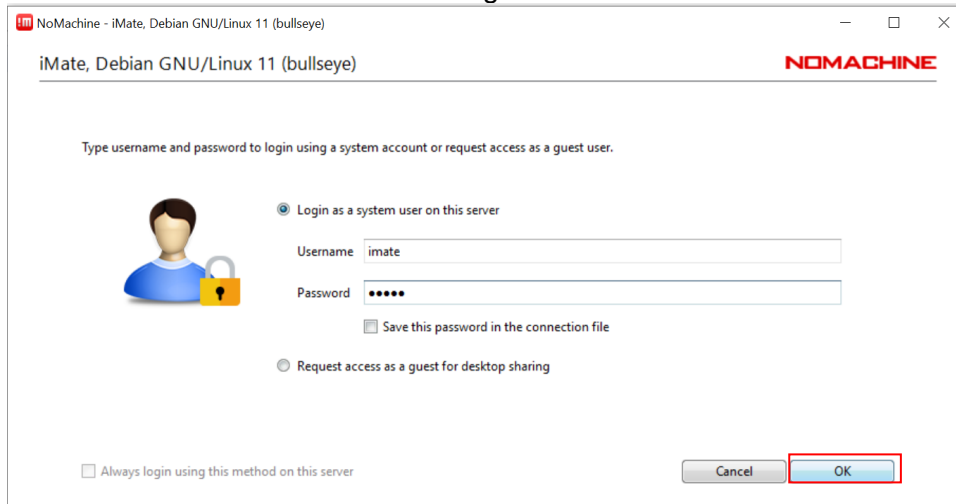 NoMachine - iMate, Debian GNU/Linux 11 (bullseye)
iMate, Debian GNU/Linux 11 (bullseye)
NOMACHINE
Type username and password to login using a system account or request access as a guest user.
Login as a system user on this server
Username imate
Password •••••
Save this password in the connection file
Request access as a guest for desktop sharing
Always login using this method on this server
Cancel
OK